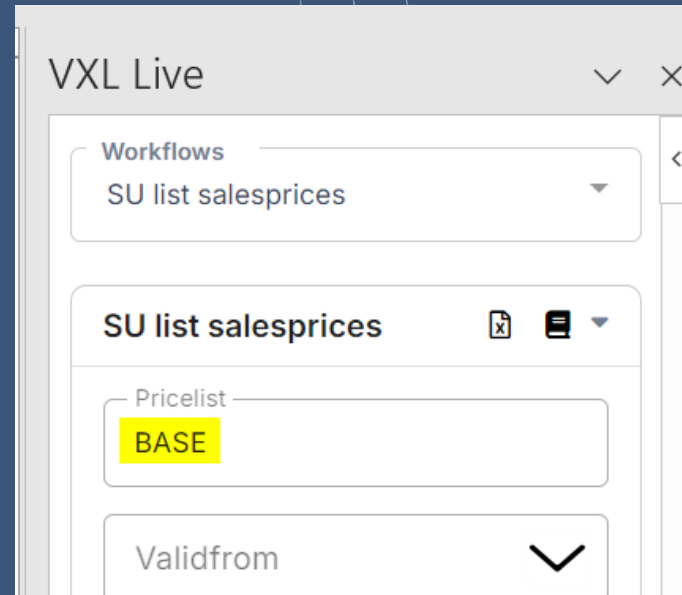 VXL Live
Workflows
SU list salesprices
SU list salesprices
Pricelist
BASE
Validfrom